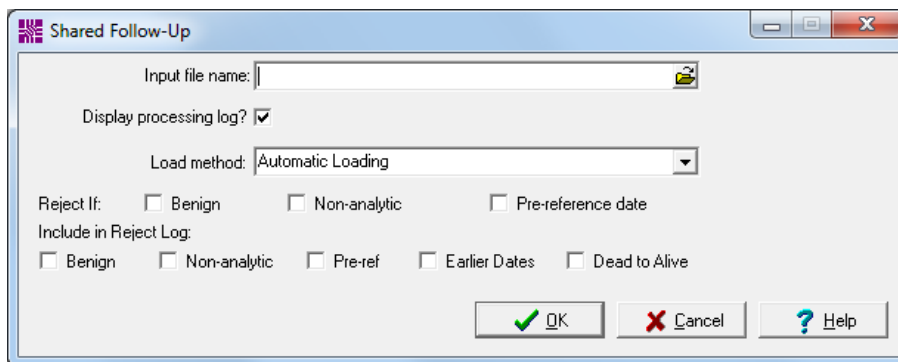 Shared Follow-Up
Input file name:
Display processing log?
Load method: Automatic Loading
Reject If: Benign Non-analytic Pre-reference date
Include in Reject Log:
Benign Non-analytic Pre-ref Earlier Dates Dead to Alive
OK Cancel Help